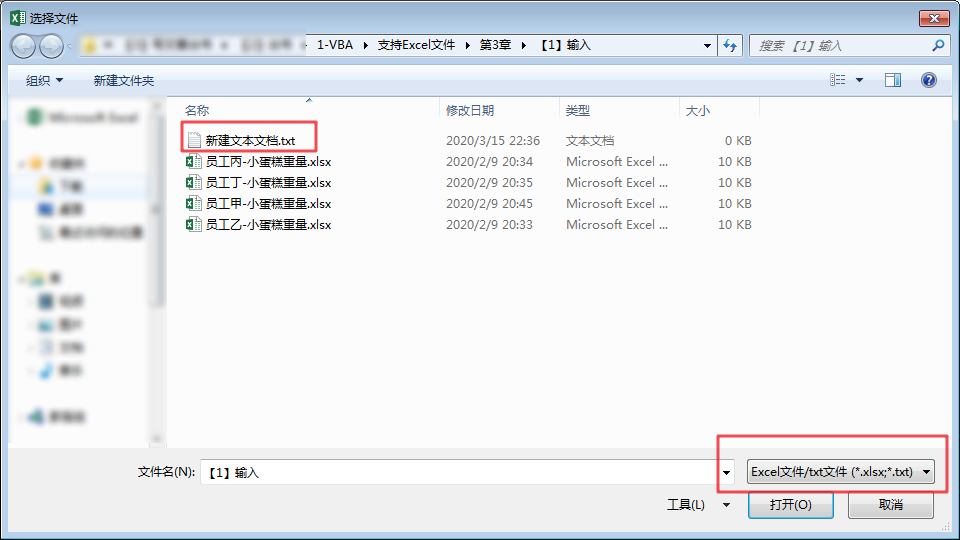 选择文件
1-VBA ▸ 支持Excel文件 ▸ 第3章 ▸ 【1】输入
搜索 【1】输入
组织 新建文件夹
名称 修改日期 类型 大小
新建文本文档.txt 2020/3/15 22:36 文本文档 0 KB
员工丙-小蛋糕重量.xlsx 2020/2/9 20:34 Microsoft Excel ... 10 KB
员工丁-小蛋糕重量.xlsx 2020/2/9 20:35 Microsoft Excel ... 10 KB
员工甲-小蛋糕重量.xlsx 2020/2/9 20:45 Microsoft Excel ... 10 KB
员工乙-小蛋糕重量.xlsx 2020/2/9 20:33 Microsoft Excel ... 10 KB
文件名(N): 【1】输入 Excel文件/txt文件 (*.xlsx;*.txt)
工具(L) 打开(O) 取消